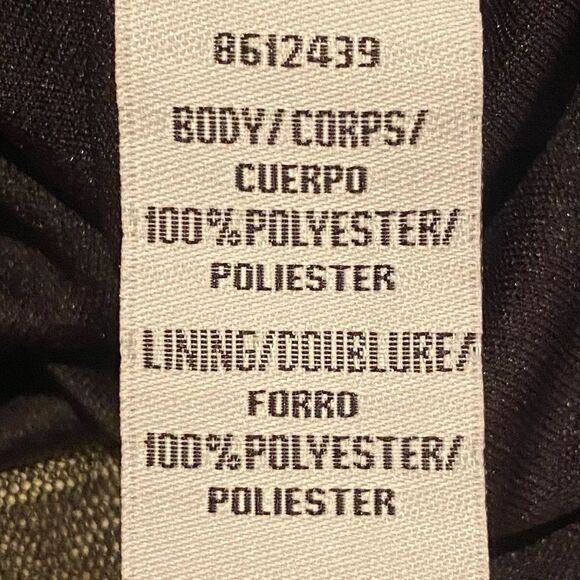 8612439
BODY/CORPS/
CUERPO
100%POLYESTER/
POLIESTER
LINING/DOUBLURE/
FORRO
100%POLYESTER/
POLIESTER